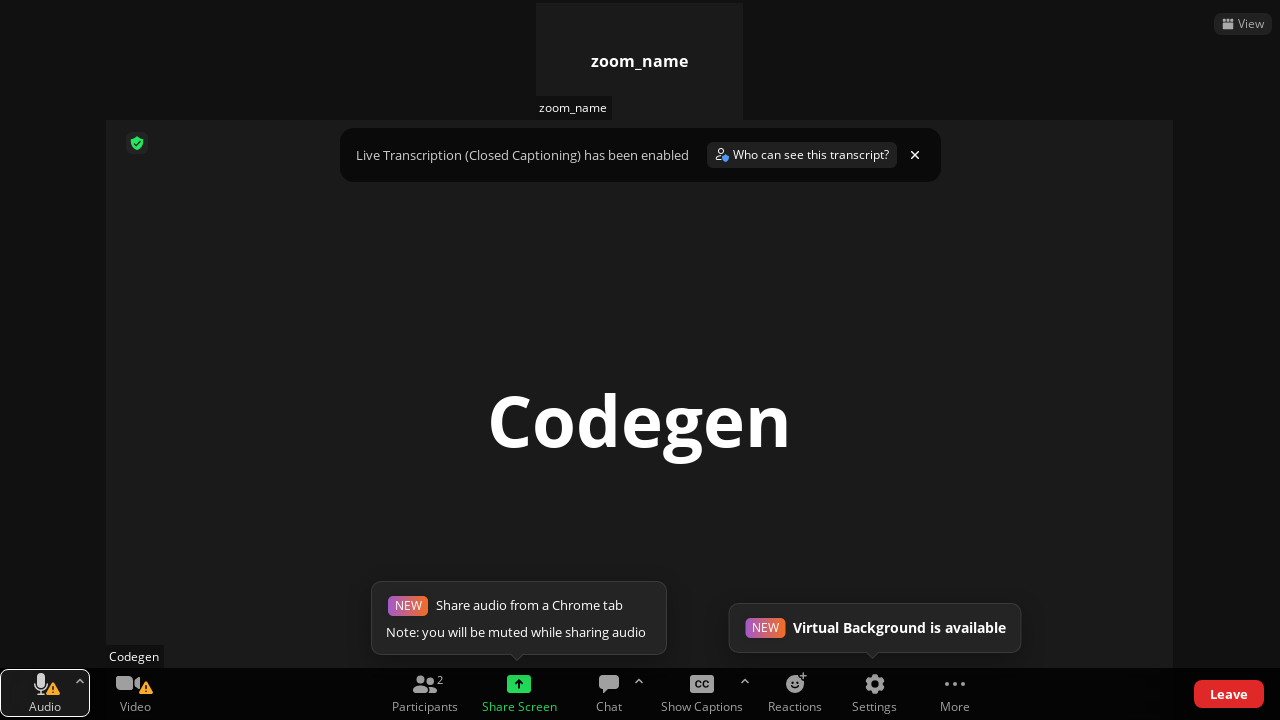 View
zoom_name
zoom_name
Live Transcription (Closed Captioning) has been enabled
Who can see this transcript?
Codegen
NEW Share audio from a Chrome tab
Note: you will be muted while sharing audio
NEW Virtual Background is available
Codegen
Audio
Video
Participants
2
Share Screen
Chat
CC
Show Captions
Reactions
Settings
More
Leave